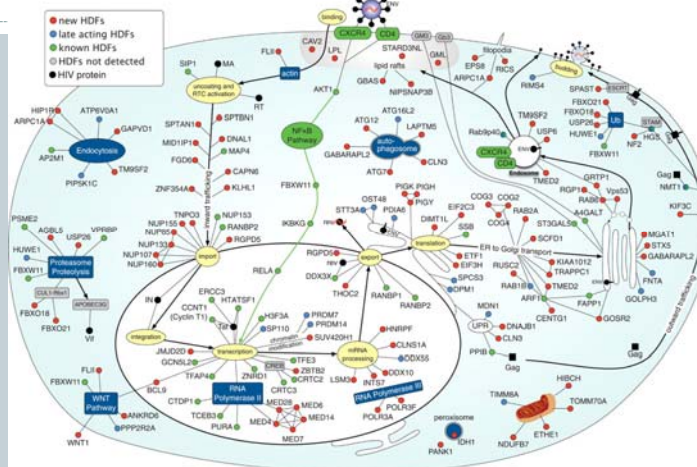 new HDFs
late acting HDFs
known HDFs
HDFs not detected
HIV protein
binding
ENV
CXCR4
CD4
CAV2
LPL
FLII
actin
SIP1
MA
uncoating and
RTC activation
RT
AKT1
GM3
Gb3
STARD3NL
GML
lipid rafts
GBAS
NIPSNAP3B
filopodia
EPS8
RICS
ARPC1A
budding
RIMS4
SPAST
ESCRT
FBXO21
FBXO18
USP26
HUWE1
Ub
STAM
HGS
NF2
FBXW11
Gag
Gag
NMT1
KIF3C
HIP1R
ARPC1A
ATP6V0A1
GAPVD1
Endocytosis
AP2M1
TM9SF2
PIP5K1C
SPTAN1
SPTBN1
MID1IP1
DNAL1
MAP4
FGD6
CAPN6
ZNF354A
KLHL1
inward trafficking
NFκB
Pathway
FBXW11
IKBKG
RELA
ATG16L2
ATG12
LAPTM5
auto-
phagosome
GABARAPL2
CLN3
ATG7
TM9SF2
USP6
Rab9p40
ENV
CXCR4
CD4
Endosome
TMED2
PSME2
AGBL5
USP26
VPRBP
HUWE1
FBXW11
Proteasome
Proteolysis
CUL1-Rbx1
APOBEC3G
FBXO18
FBXO21
Vif
TNPO3
NUP155
NUP85
NUP133
NUP107
NUP160
NUP153
RANBP2
RGPD5
import
OST48
STT3A
PDIA6
PIGK
PIGH
PIGY
DIMT1L
EIF2C3
SSB
translation
ETF1
EIF3H
SPCS3
DPM1
rev
rev
RGPD5
DDX3X
THOC2
export
RANBP1
RANBP2
COG3
COG2
COG4
RAB2A
ST3GAL5
GRTP1
RGP1
RAB6
Vps53
A4GALT
ER to Golgi transport
SCFD1
KIAA1012
TRAPPC1
TMED2
RUSC2
RAB1B
ARF1
CENTG1
FAPP1
GOSR2
ENV
MGAT1
STX5
GABARAPL2
FNTA
GOLPH3
outward trafficking
Gag
IN
integration
ERCC3
CCNT1
(Cyclin T1)
HTATSF1
Tat
H3F3A
SP110
PRDM7
PRDM14
chromatin
modification
SUV420H1
transcription
JMJD2D
GCN5L2
TFAP4
ZNRD1
CREB
TFE3
ZBTB2
CRTC2
CRTC3
RNA
Polymerase II
CTDP1
TCEB3
PURA
MED28
MED6
MED4
MED14
MED7
mRNA
processing
HNRPF
CLNS1A
DDX55
DDX10
LSM3
INTS7
RNA Polymerase III
POLR3A
POLR3F
MDN1
UPR
DNAJB1
CLN3
PPIB
Gag
FLII
FBXW11
BCL9
WNT
Pathway
ANKRD6
PPP2R2A
WNT1
peroxisome
IDH1
PANK1
HIBCH
TIMM8A
TOMM70A
ETHE1
NDUFB7